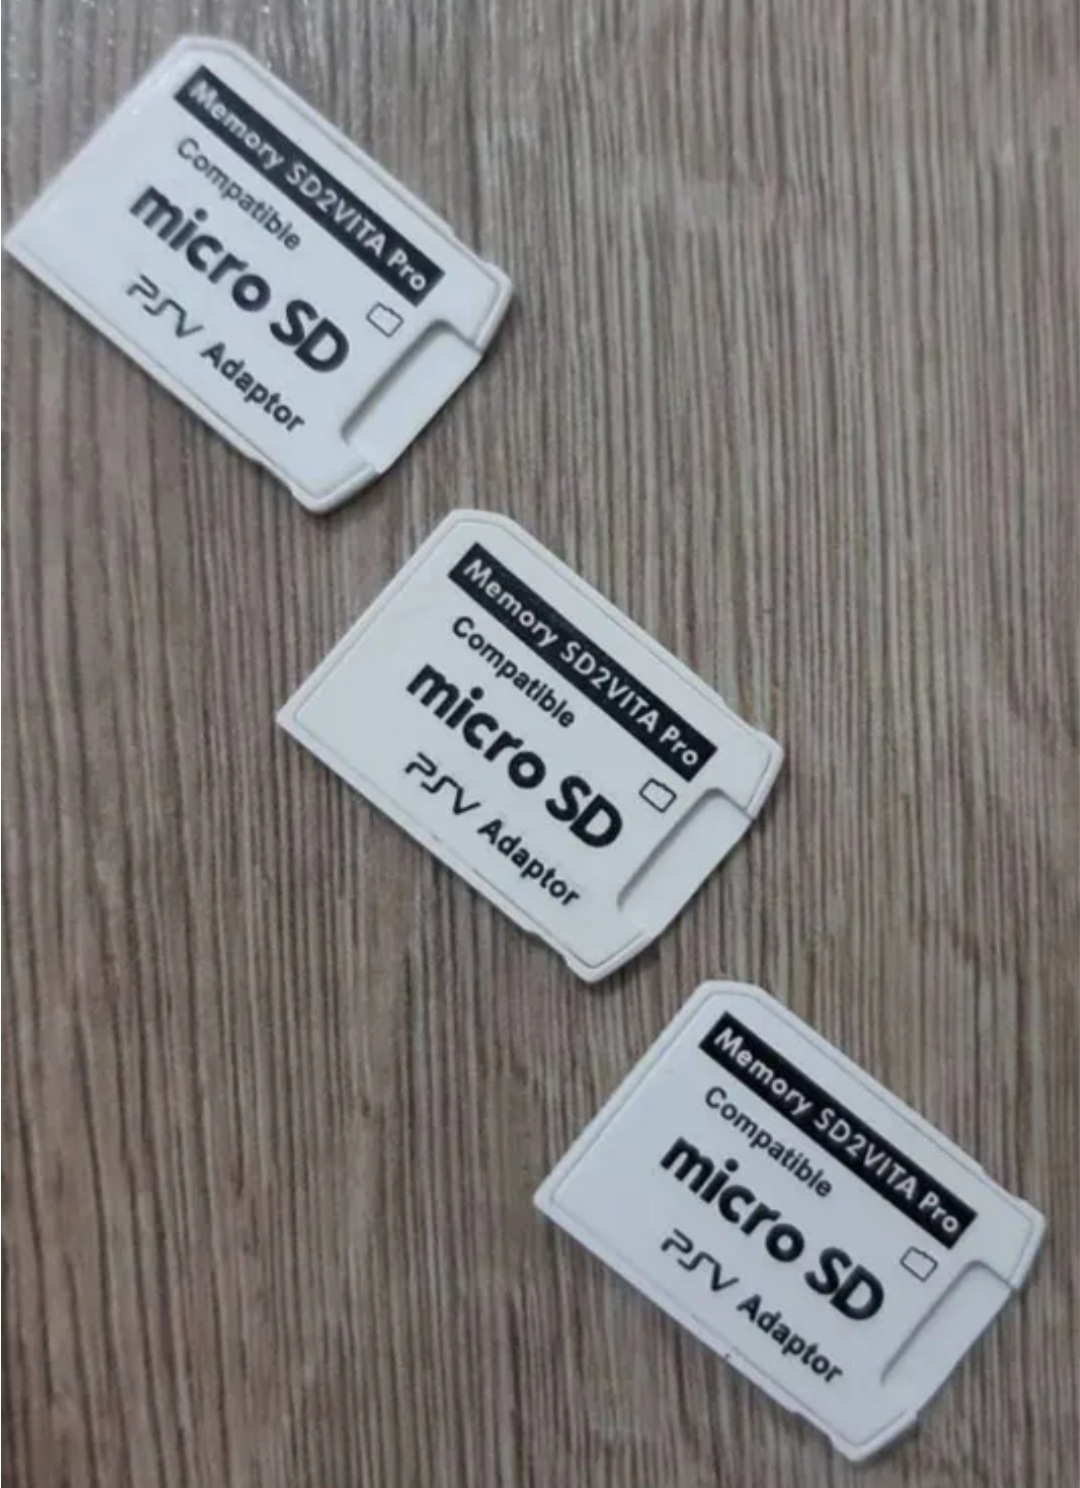 Memory SD2VITA Pro
Compatible
micro SD
PSV Adaptor
Memory SD2VITA Pro
Compatible
micro SD
PSV Adaptor
Memory SD2VITA Pro
Compatible
micro SD
PSV Adaptor